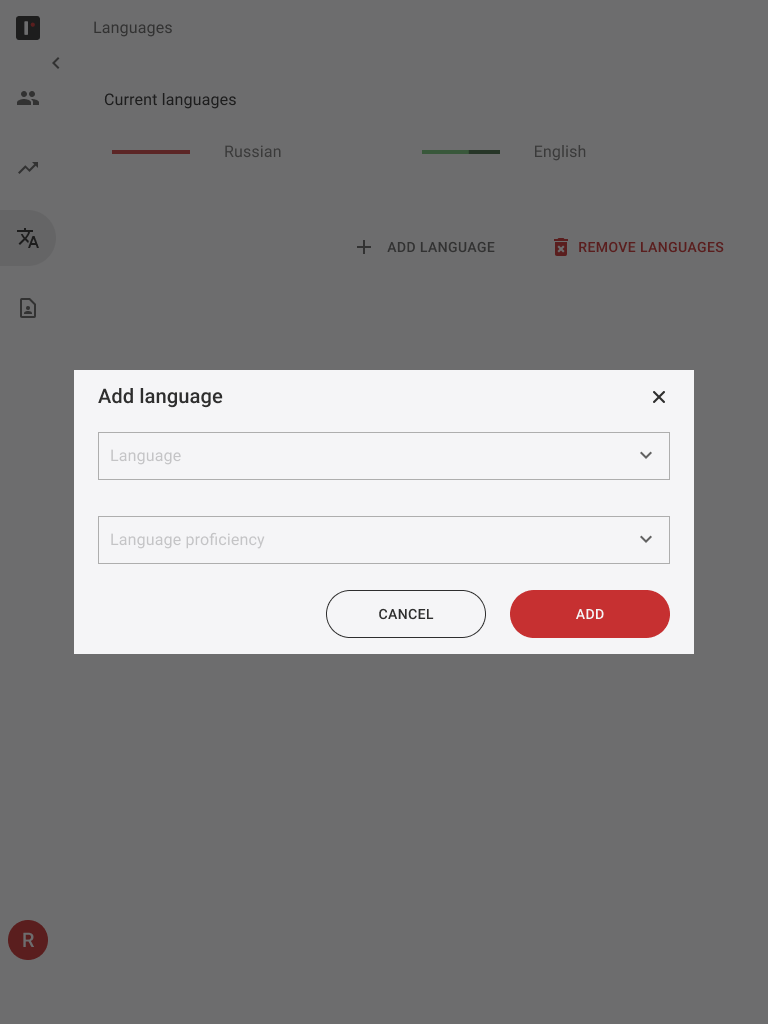 Languages
Current languages
Russian
English
ADD LANGUAGE
REMOVE LANGUAGES
Add language
Language
Language proficiency
CANCEL
ADD
R